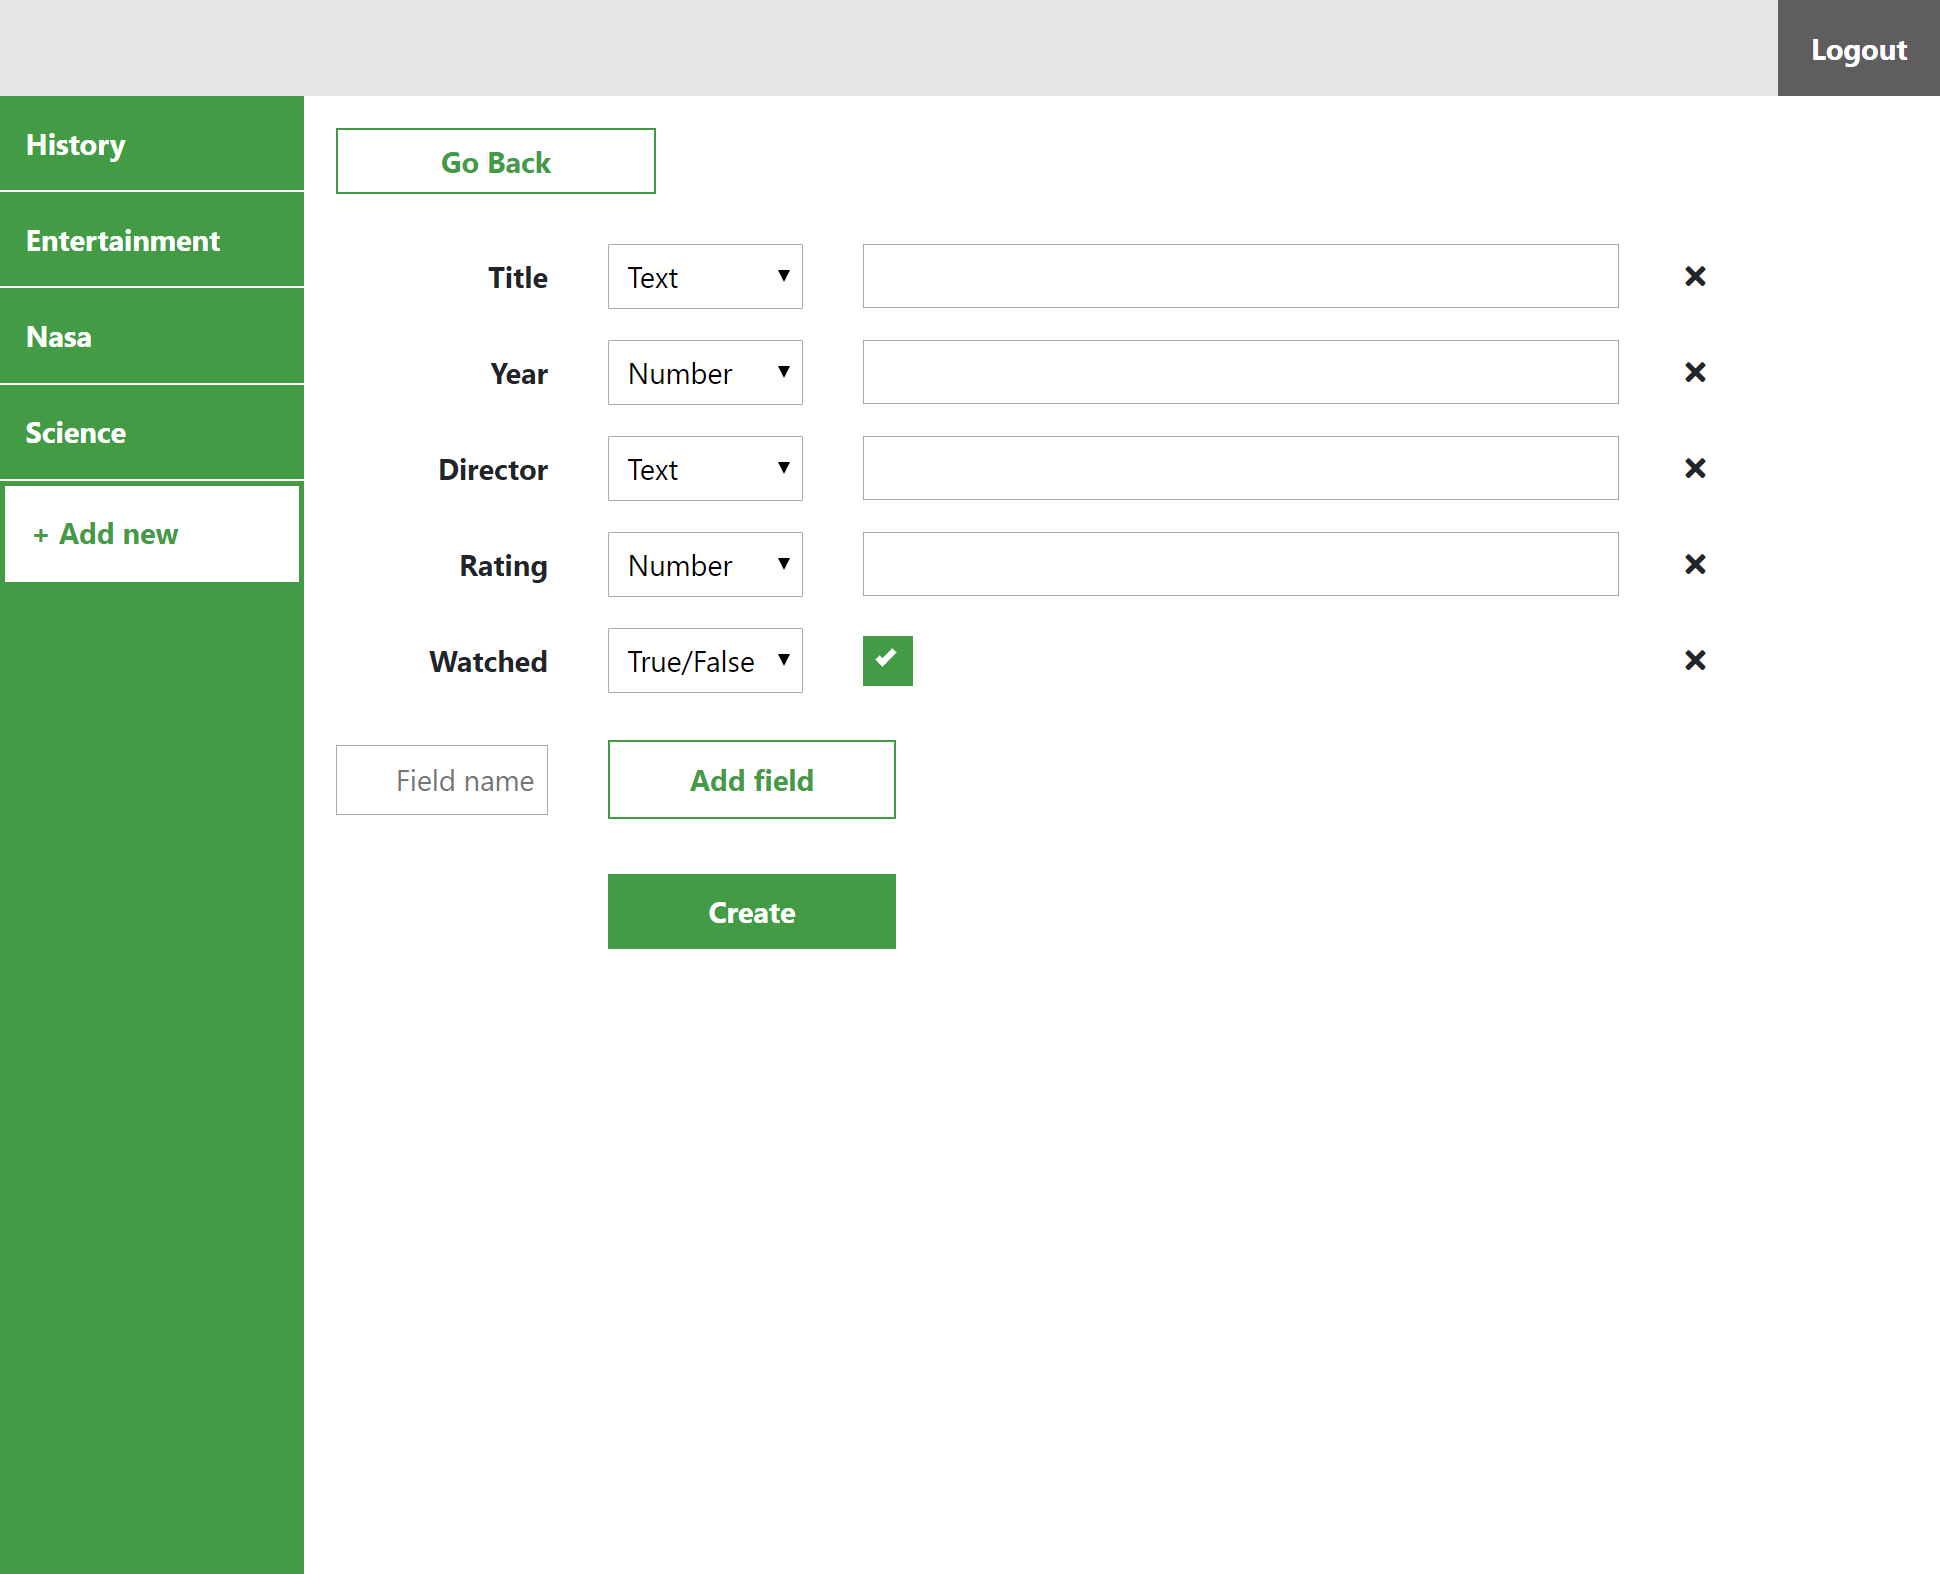 Logout
History
Entertainment
Nasa
Science
+ Add new
Go Back
Title Text
Year Number
Director Text
Rating Number
Watched True/False
Field name Add field
Create